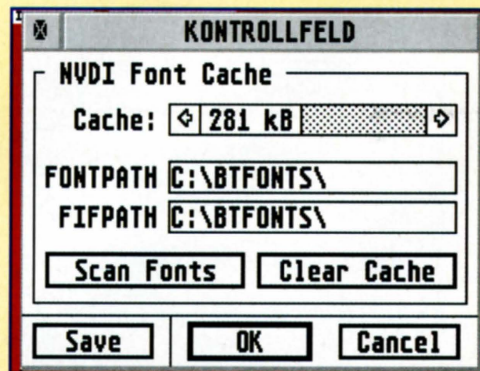 KONTROLLFELD
NVDI Font Cache
Cache: 281 kB
FONTPATH C:\BTFONTS\
FIFPATH C:\BTFONTS\
Scan Fonts Clear Cache
Save OK Cancel